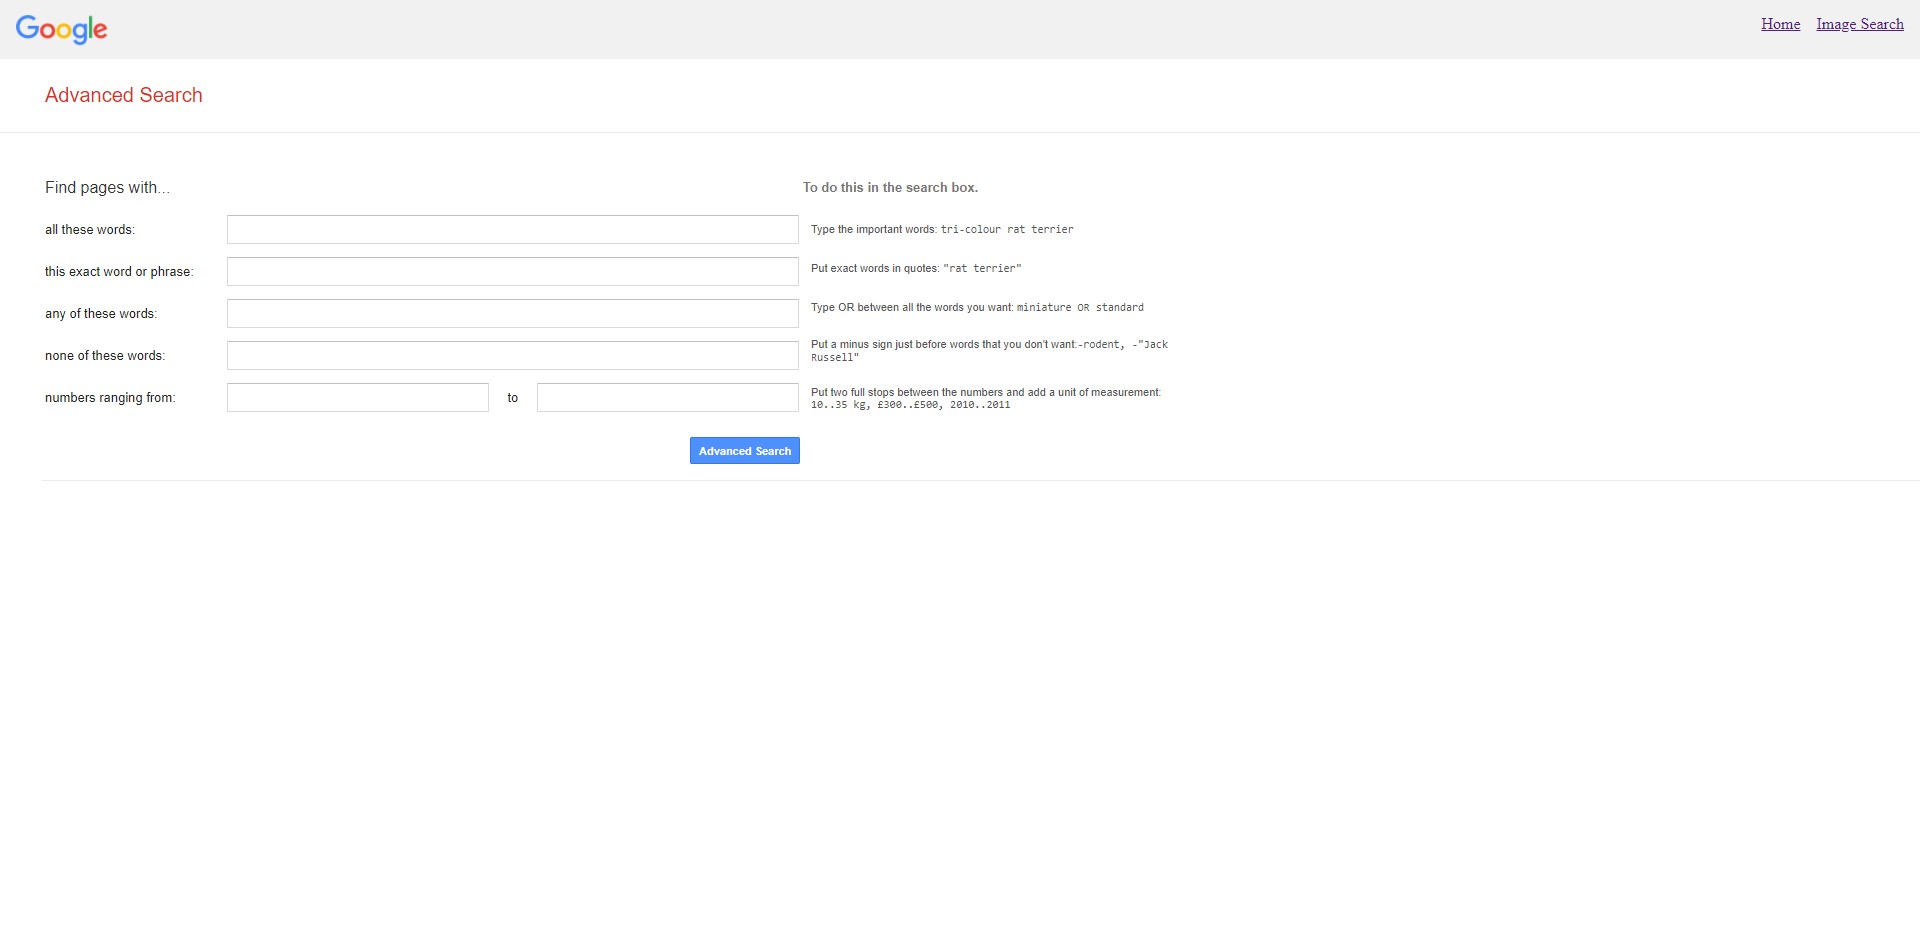 Google
Home Image Search
Advanced Search
Find pages with...
To do this in the search box.
all these words:
Type the important words: tri-colour rat terrier
this exact word or phrase:
Put exact words in quotes: "rat terrier"
any of these words:
Type OR between all the words you want: miniature OR standard
none of these words:
Put a minus sign just before words that you don't want:-rodent, -"Jack
Russell"
numbers ranging from:
to
Put two full stops between the numbers and add a unit of measurement:
10..35 kg, £300..£500, 2010..2011
Advanced Search